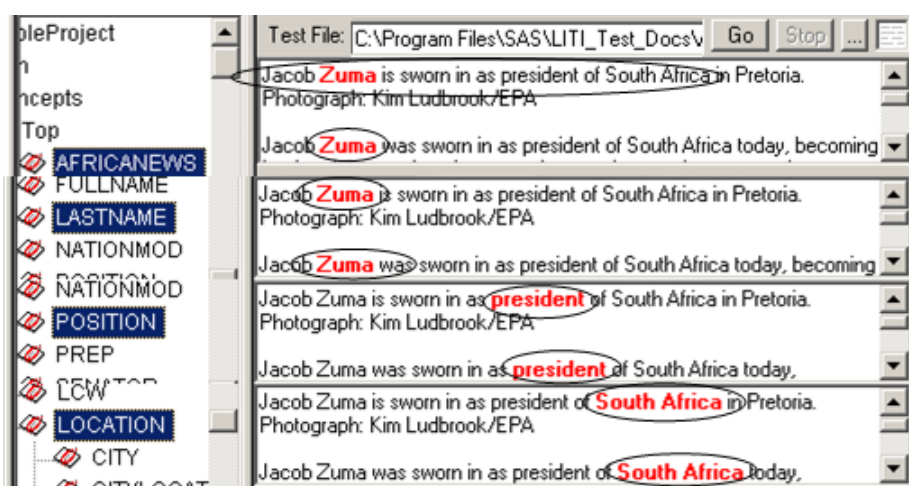 pleProject
Test File: C:\Program Files\SAS\LITI_Test_Docs\
Go
Stop
...
ncepts
Top
AFRICANEWS
FULLNAME
LASTNAME
NATIONMOD
NATIONMOD
POSITION
PREP
LOCATION
CITY
Jacob Zuma is sworn in as president of South Africa in Pretoria.
Photograph: Kim Ludbrook/EPA
Jacob Zuma was sworn in as president of South Africa today, becoming
Jacob Zuma is sworn in as president of South Africa in Pretoria.
Photograph: Kim Ludbrook/EPA
Jacob Zuma was sworn in as president of South Africa today, becoming
Jacob Zuma is sworn in as president of South Africa in Pretoria.
Photograph: Kim Ludbrook/EPA
Jacob Zuma was sworn in as president of South Africa today,
Jacob Zuma is sworn in as president of South Africa in Pretoria.
Photograph: Kim Ludbrook/EPA
Jacob Zuma was sworn in as president of South Africa today,